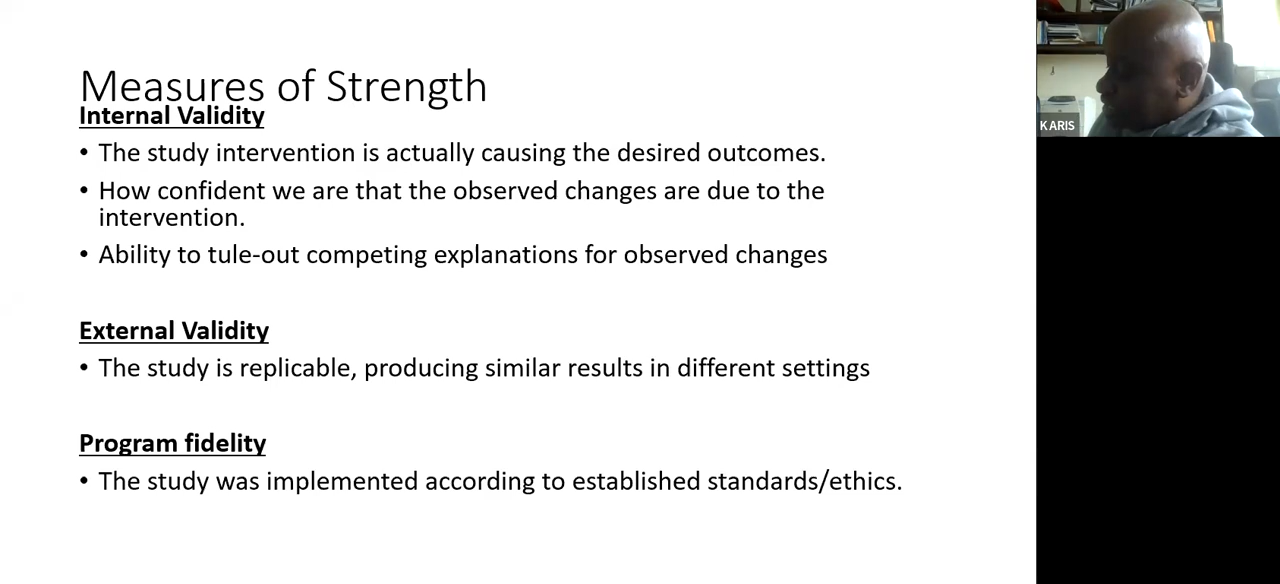 Measures of Strength
Internal Validity
• The study intervention is actually causing the desired outcomes.
• How confident we are that the observed changes are due to the
intervention.
• Ability to tule-out competing explanations for observed changes
External Validity
• The study is replicable, producing similar results in different settings
Program fidelity
• The study was implemented according to established standards/ethics.
KARIS